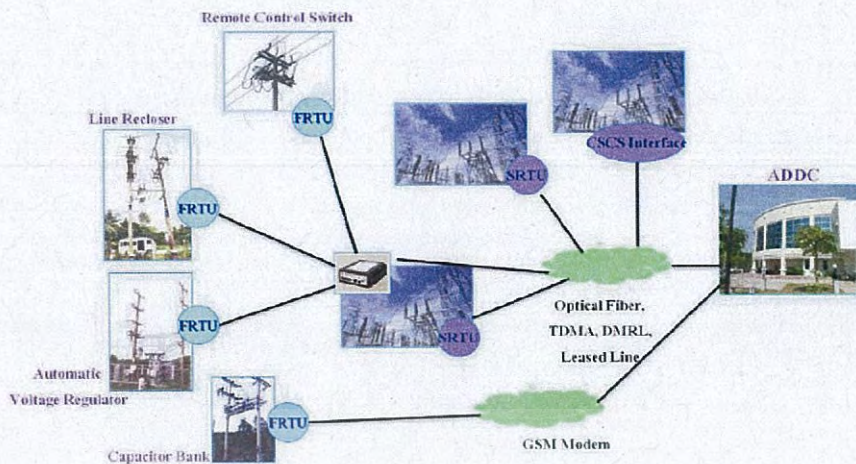 Remote Control Switch
FRTU
Line Recloser
FRTU
CSCS Interface
SRTU
ADDC
FRTU
SRTU
Optical Fiber,
TDMA, DMRL,
Leased Line
Automatic
Voltage Regulator
FRTU
GSM Modem
Capacitor Bank